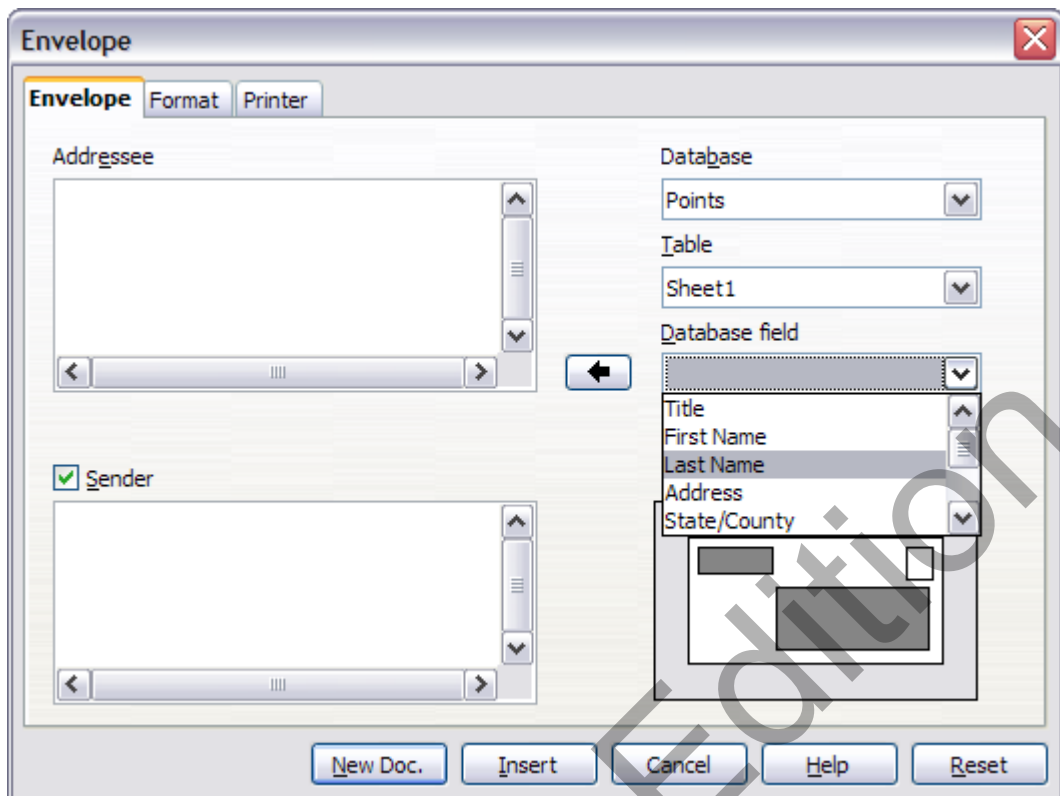 Envelope
Envelope Format Printer
Addressee
Database
Points
Table
Sheet1
Database field
Title
First Name
Last Name
Address
State/County
Sender
New Doc. Insert Cancel Help Reset
Edition